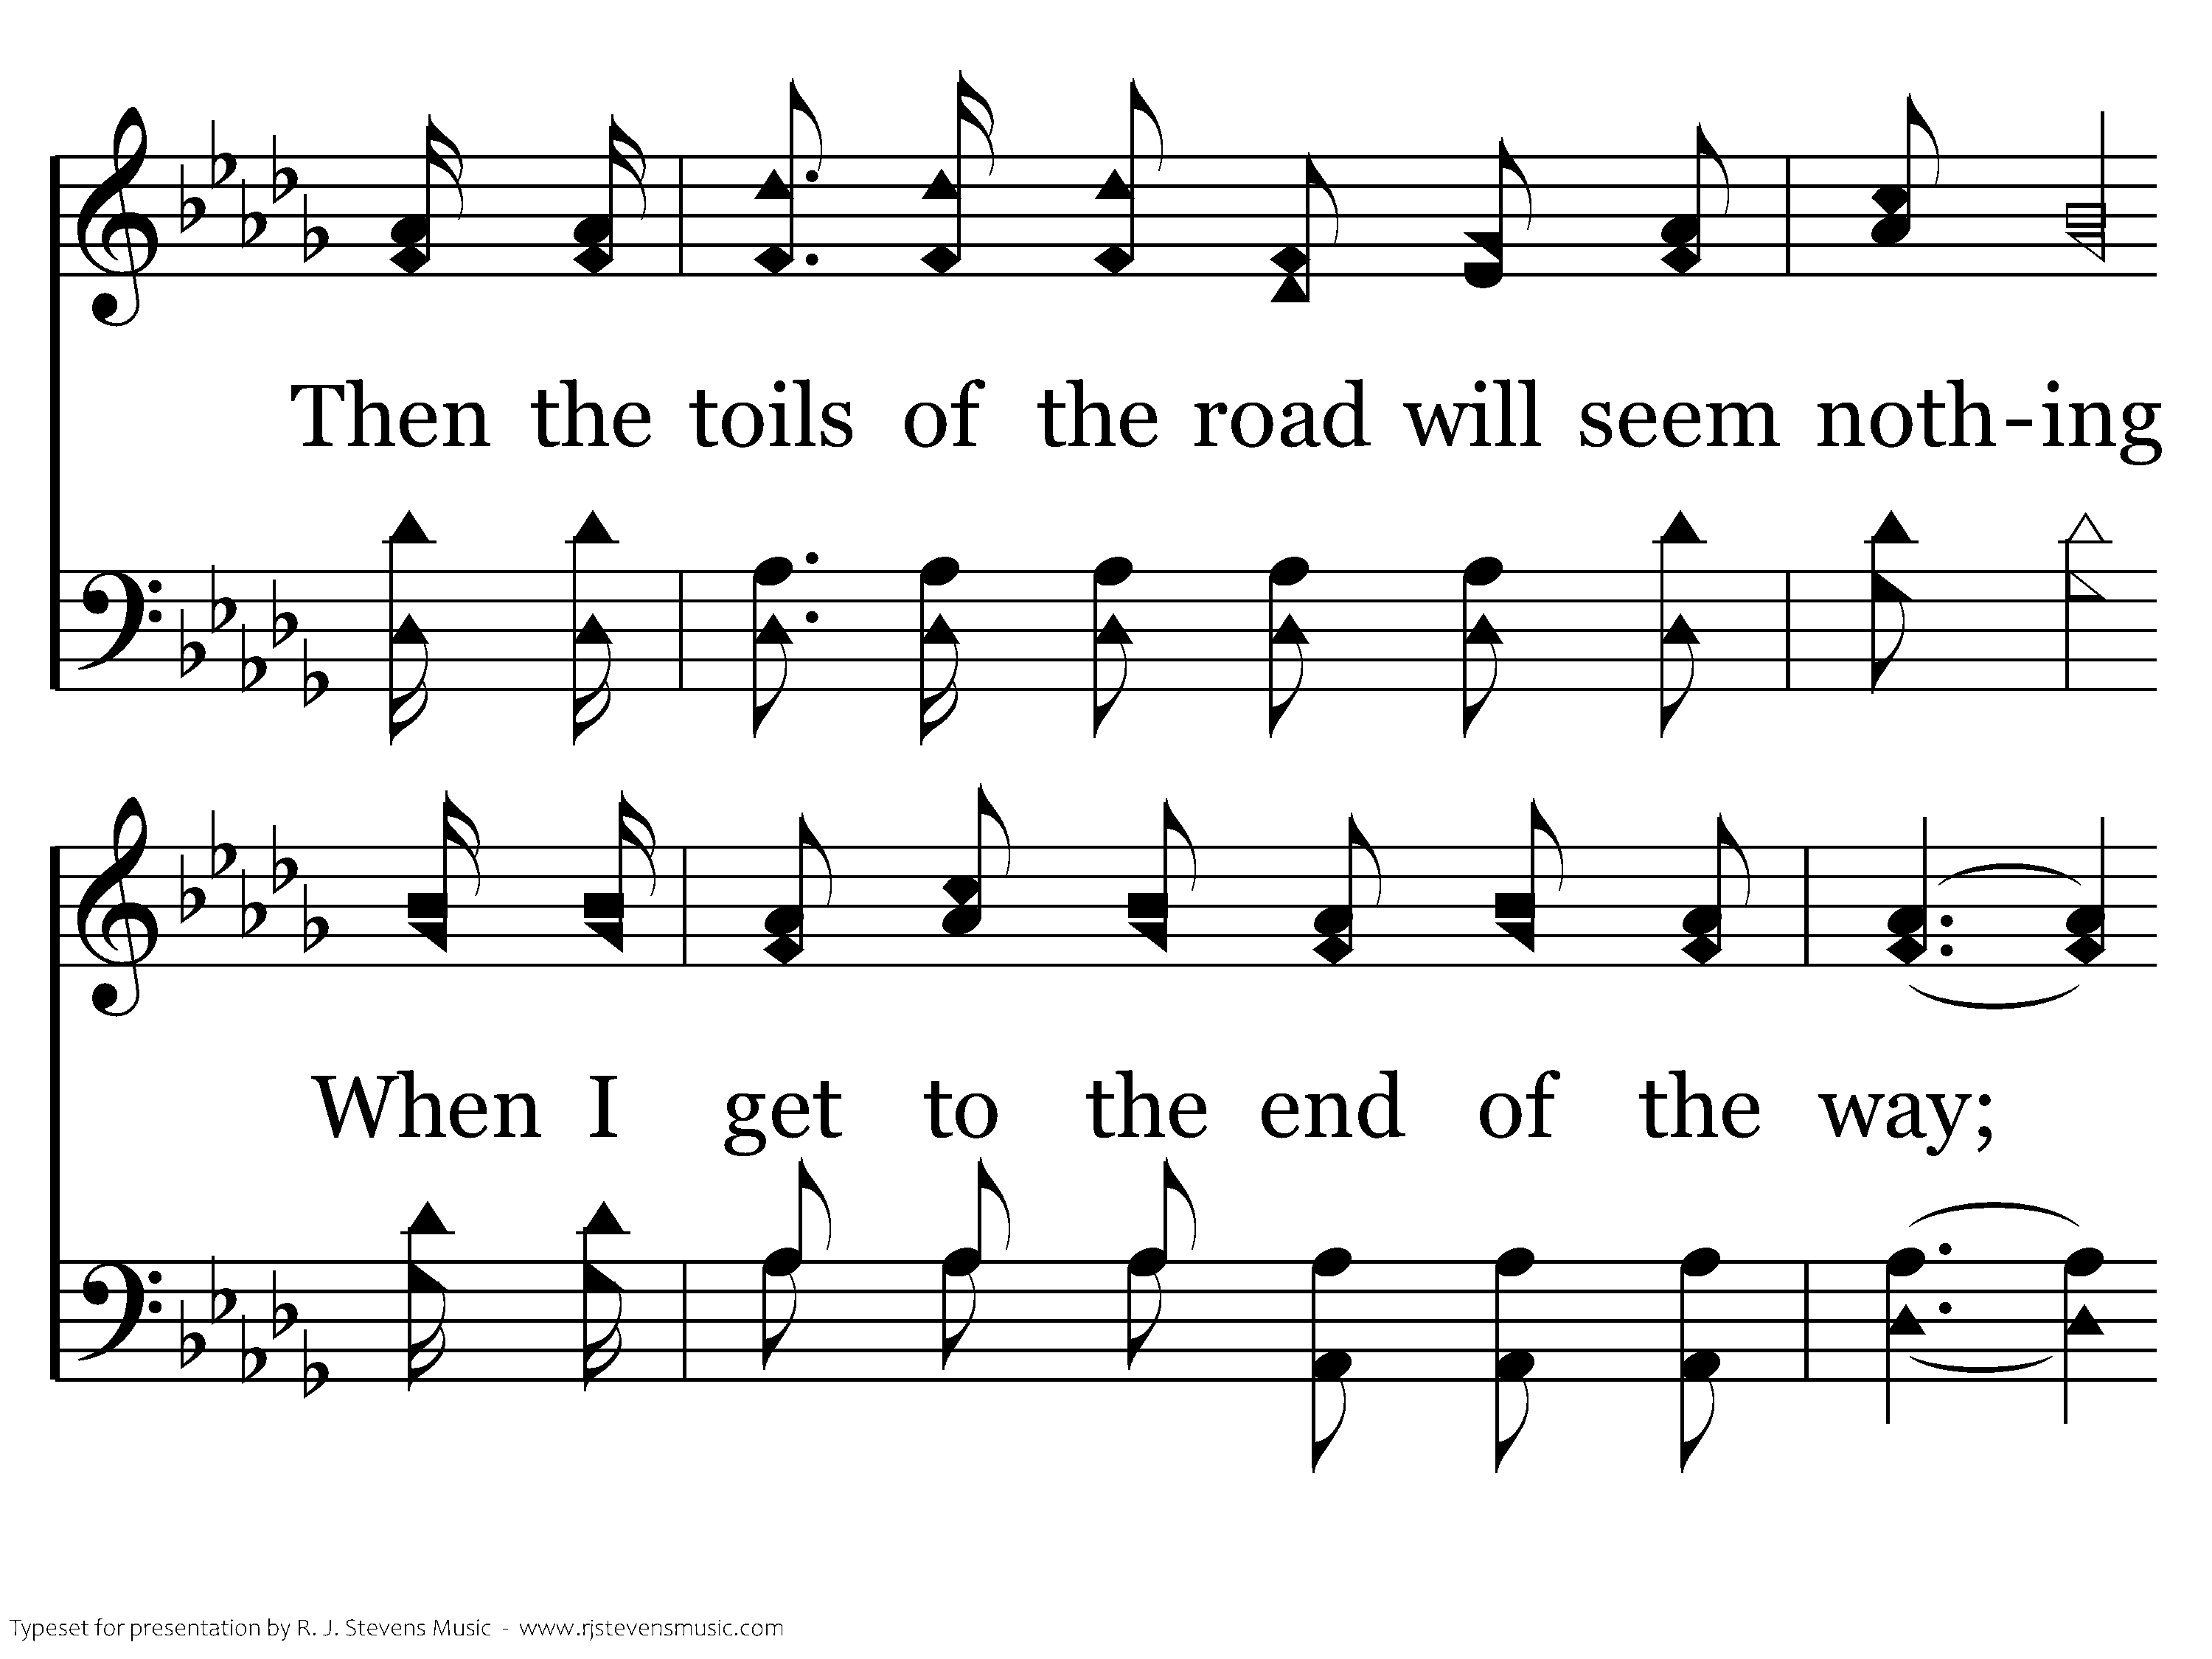 Then the toils of the road will seem noth-ing
When I get to the end of the way;
Typeset for presentation by R. J. Stevens Music - www.rjstevensmusic.com